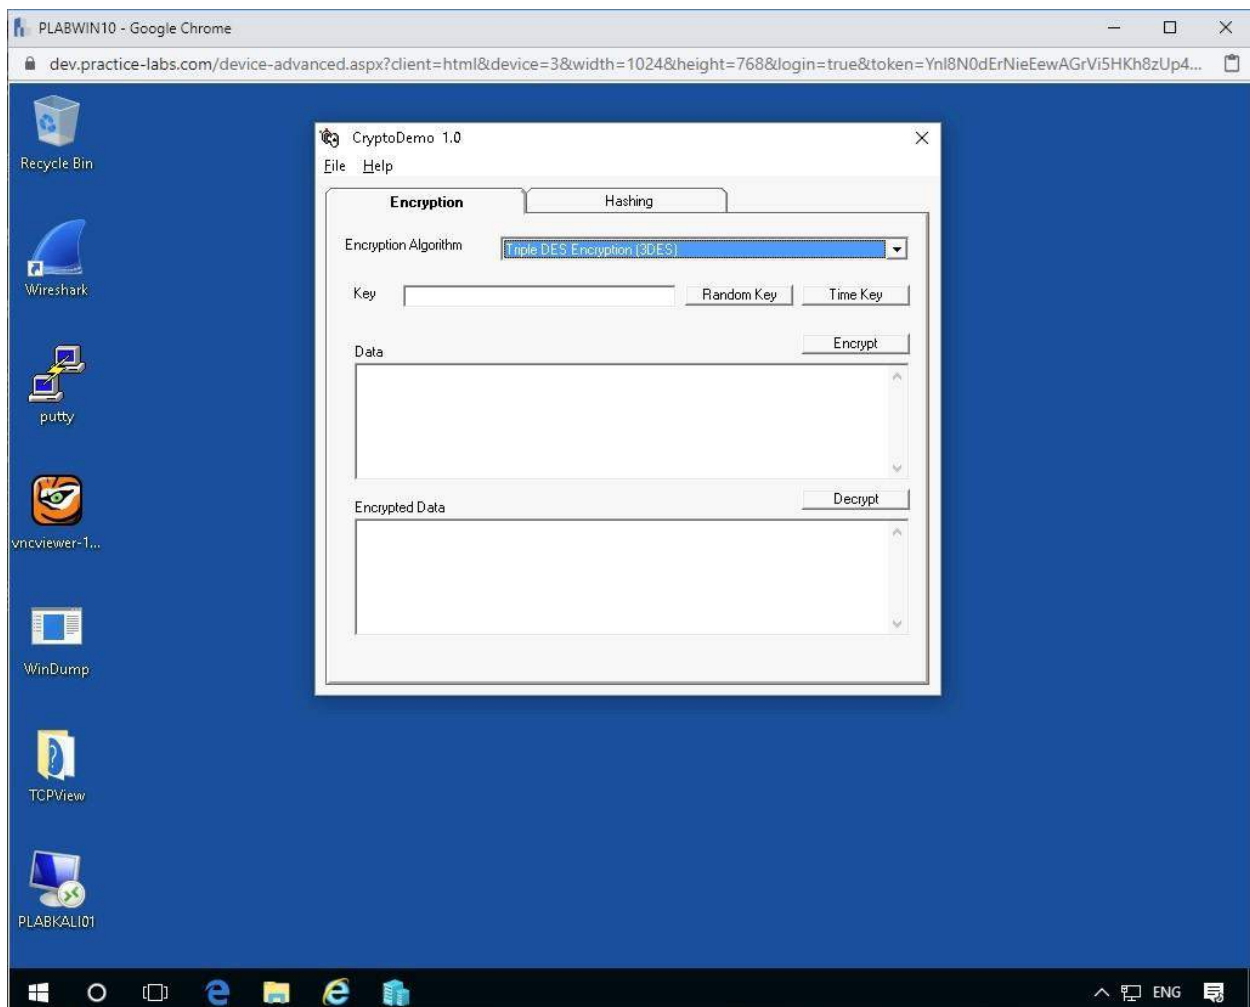 PLABWIN10 - Google Chrome
dev.practice-labs.com/device-advanced.aspx?client=html&device=3&width=1024&height=768&login=true&token=Ynl8N0dErNieEewAGrVi5HKh8zUp4...
Recycle Bin
Wireshark
putty
vncviewer-1...
WinDump
TCPView
PLABKALI01
CryptoDemo 1.0
File Help
Encryption Hashing
Encryption Algorithm Triple DES Encryption (3DES)
Key Random Key Time Key
Encrypt
Data
Decrypt
Encrypted Data
ENG